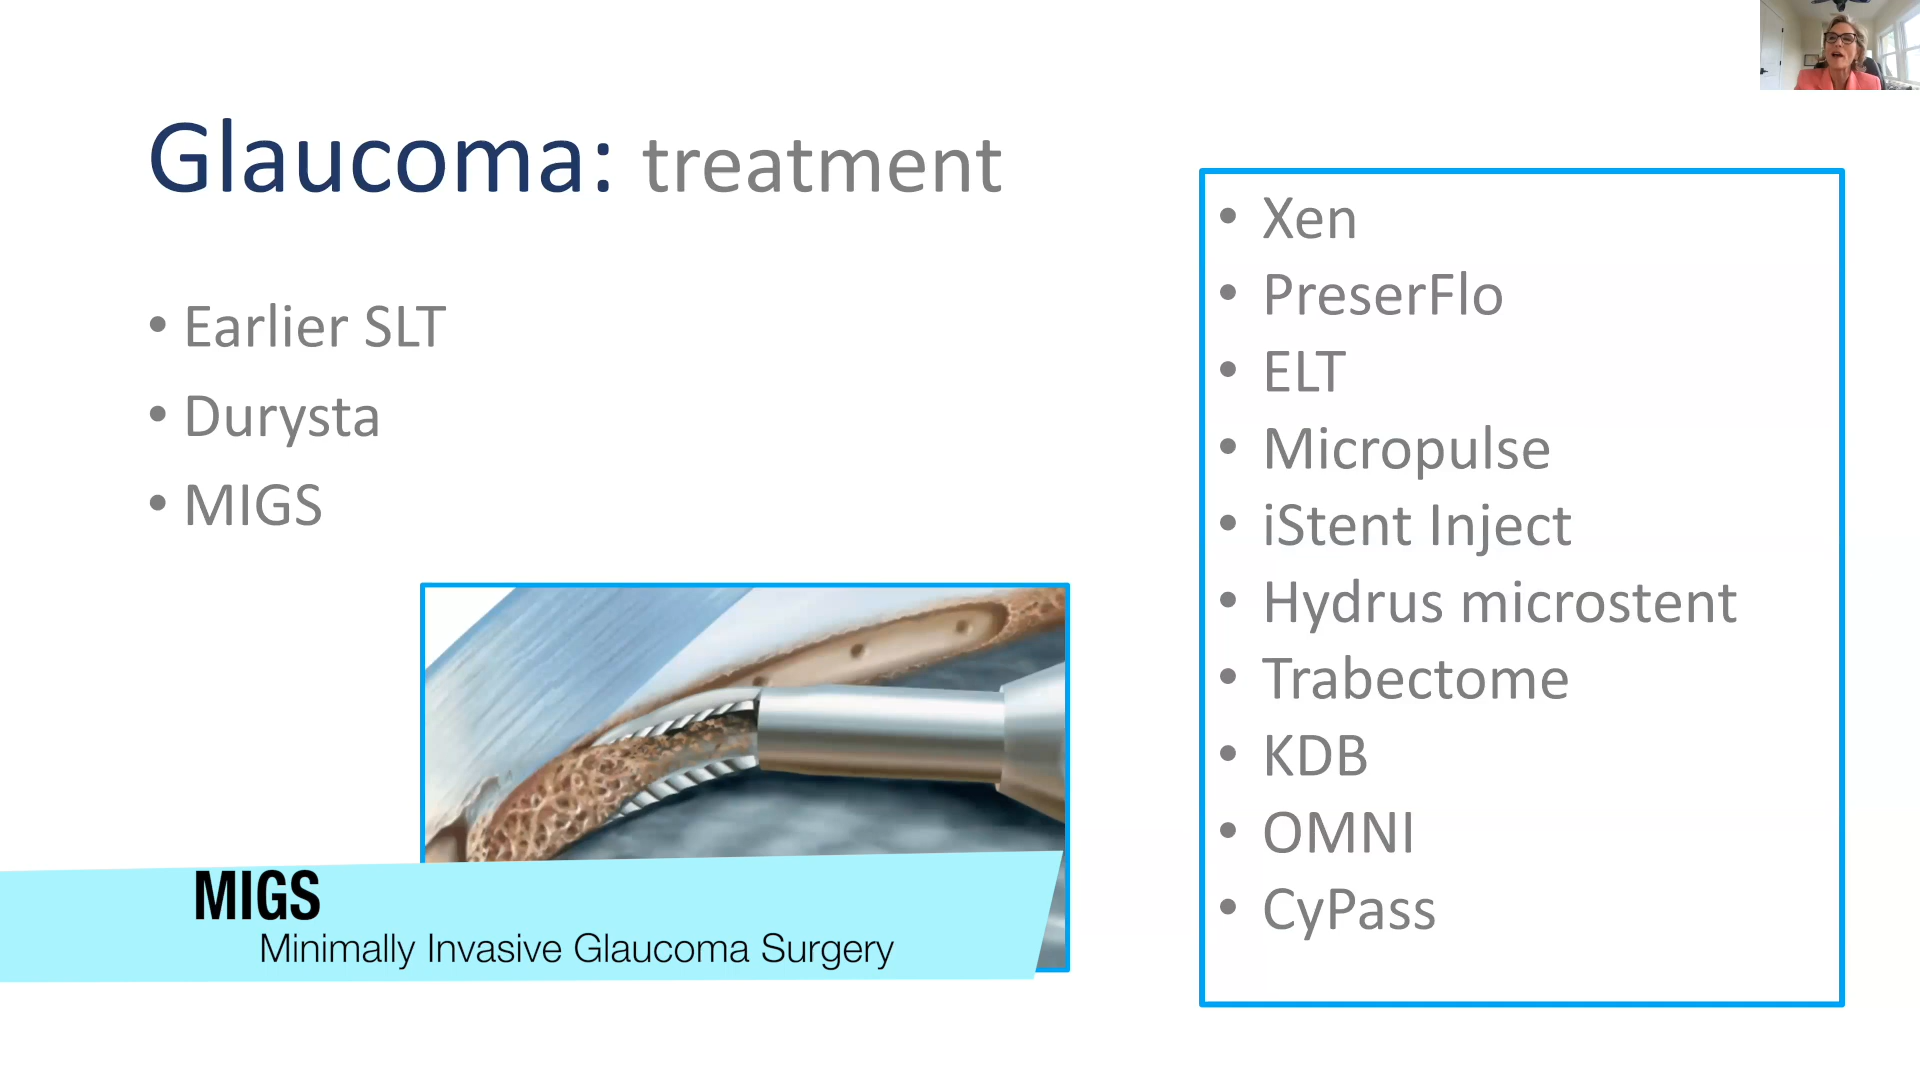 Glaucoma: treatment
• Earlier SLT
• Durysta
• MIGS
• Xen
• PreserFlo
• ELT
• Micropulse
• iStent Inject
• Hydrus microstent
• Trabectome
• KDB
• OMNI
• CyPass
MIGS
Minimally Invasive Glaucoma Surgery